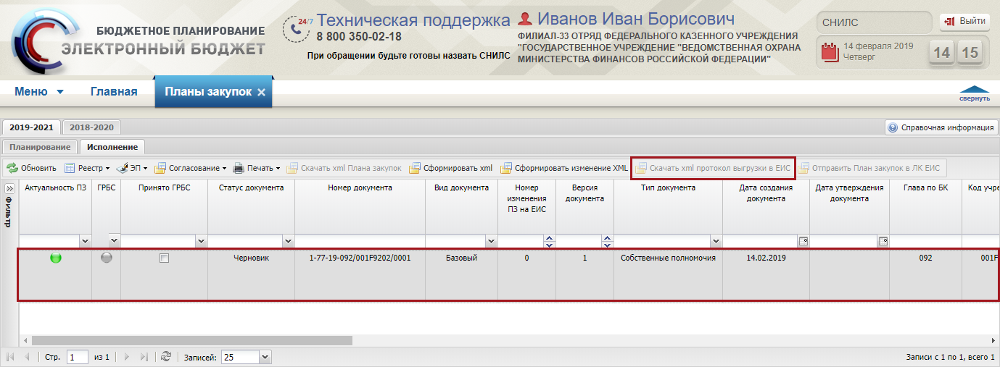 БЮДЖЕТНОЕ ПЛАНИРОВАНИЕ
ЭЛЕКТРОННЫЙ БЮДЖЕТ
24/7
Техническая поддержка
8 800 350-02-18
При обращении будьте готовы назвать СНИЛС
Иванов Иван Борисович
ФИЛИАЛ-33 ОТРЯД ФЕДЕРАЛЬНОГО КАЗЕННОГО УЧРЕЖДЕНИЯ
"ГОСУДАРСТВЕННОЕ УЧРЕЖДЕНИЕ "ВЕДОМСТВЕННАЯ ОХРАНА
МИНИСТЕРСТВА ФИНАНСОВ РОССИЙСКОЙ ФЕДЕРАЦИИ"
СНИЛС
Выйти
14 февраля 2019
Четверг
14 15
Меню Главная Планы закупок
свернуть
2019-2021 2018-2020 Справочная информация
Планирование Исполнение
Обновить Реестр ЭП Согласование Печать Скачать xml Плана закупок Сформировать xml Сформировать изменение XML Скачать xml протокол выгрузки в ЕИС Отправить План закупок в ЛК ЕИС
Фильтр
Актуальность ПЗ ГРБС Принято ГРБС Статус документа Номер документа Вид документа Номер изменения ПЗ на ЕИС Версия документа Тип документа Дата создания документа Дата утверждения документа Глава по БК Код учре
Черновик 1-77-19-092/001F9202/0001 Базовый 0 1 Собственные полномочия 14.02.2019 092 001F
Стр. 1 из 1 Записей: 25 Записи с 1 по 1, всего 1